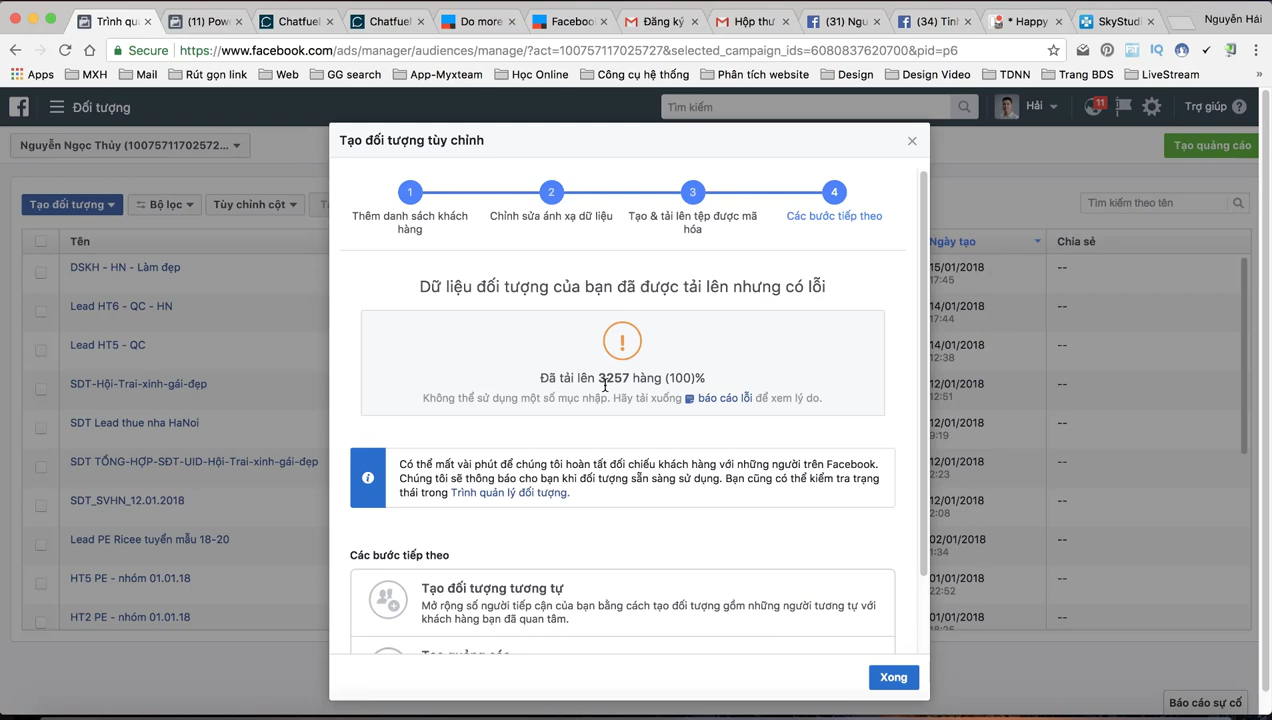 Trình quả
(11) Pow
Chatfuel
Chatfuel
Do more
Facebool
Đăng ký
Hộp thư
(31) Ngu
(34) Tinh
* Happy
SkyStudi
Nguyễn Hải
Secure https://www.facebook.com/ads/manager/audiences/manage/?act=100757117025727&selected_campaign_ids=6080837620700&pid=p6
Apps MXH Mail Rút gọn link Web GG search App-Myxteam Học Online Công cụ hệ thống Phân tích website Design Design Video TDNN Trang BDS LiveStream »
Đối tượng
Tìm kiếm
Hải
11
Trợ giúp
Nguyễn Ngọc Thủy (10075711702572...
Tạo quảng cáo
Tạo đối tượng
Bộ lọc
Tùy chỉnh cột
Tìm kiếm theo tên
Tên
Ngày tạo
Chia sẻ
DSKH - HN - Làm đẹp
15/01/2018
17:45
--
Lead HT6 - QC - HN
14/01/2018
17:44
--
Lead HT5 - QC
14/01/2018
12:38
--
SDT-Hội-Trai-xinh-gái-đẹp
12/01/2018
12:51
--
SDT Lead thue nha HaNoi
12/01/2018
9:19
--
SDT TỔNG-HỢP-SĐT-UID-Hội-Trai-xinh-gái-đẹp
12/01/2018
2:23
--
SDT_SVHN_12.01.2018
12/01/2018
2:08
--
Lead PE Ricee tuyển mẫu 18-20
02/01/2018
1:34
--
HT5 PE - nhóm 01.01.18
01/01/2018
22:52
--
HT2 PE - nhóm 01.01.18
01/01/2018
--
Báo cáo sự cố
Tạo đối tượng tùy chỉnh
1
2
3
4
Thêm danh sách khách
hàng
Chỉnh sửa ánh xạ dữ liệu
Tạo & tải lên tệp được mã
hóa
Các bước tiếp theo
Dữ liệu đối tượng của bạn đã được tải lên nhưng có lỗi
Đã tải lên 3257 hàng (100)%
Không thể sử dụng một số mục nhập. Hãy tải xuống báo cáo lỗi để xem lý do.
Có thể mất vài phút để chúng tôi hoàn tất đối chiếu khách hàng với những người trên Facebook.
Chúng tôi sẽ thông báo cho bạn khi đối tượng sẵn sàng sử dụng. Bạn cũng có thể kiểm tra trạng
thái trong Trình quản lý đối tượng.
Các bước tiếp theo
Tạo đối tượng tương tự
Mở rộng số người tiếp cận của bạn bằng cách tạo đối tượng gồm những người tương tự với
khách hàng bạn đã quan tâm.
Xong